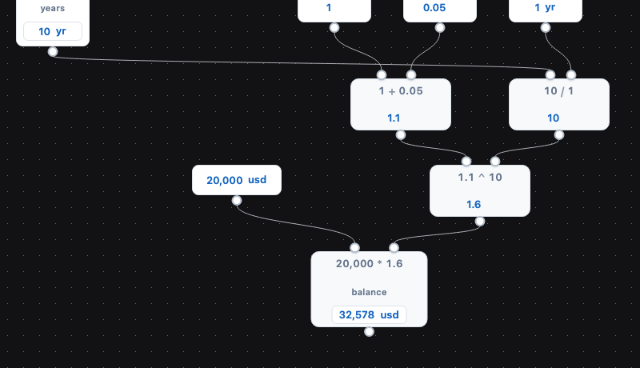 years
10 yr
1
0.05
1 yr
1 + 0.05
1.1
10 / 1
10
20,000 usd
1.1 ^ 10
1.6
20,000 * 1.6
balance
32,578 usd